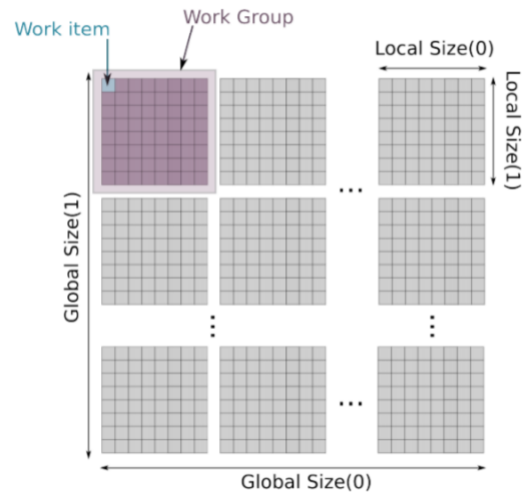 Work Group
Work item
Local Size(0)
Local Size(1)
Global Size(1)
...
...
...
...
Global Size(0)